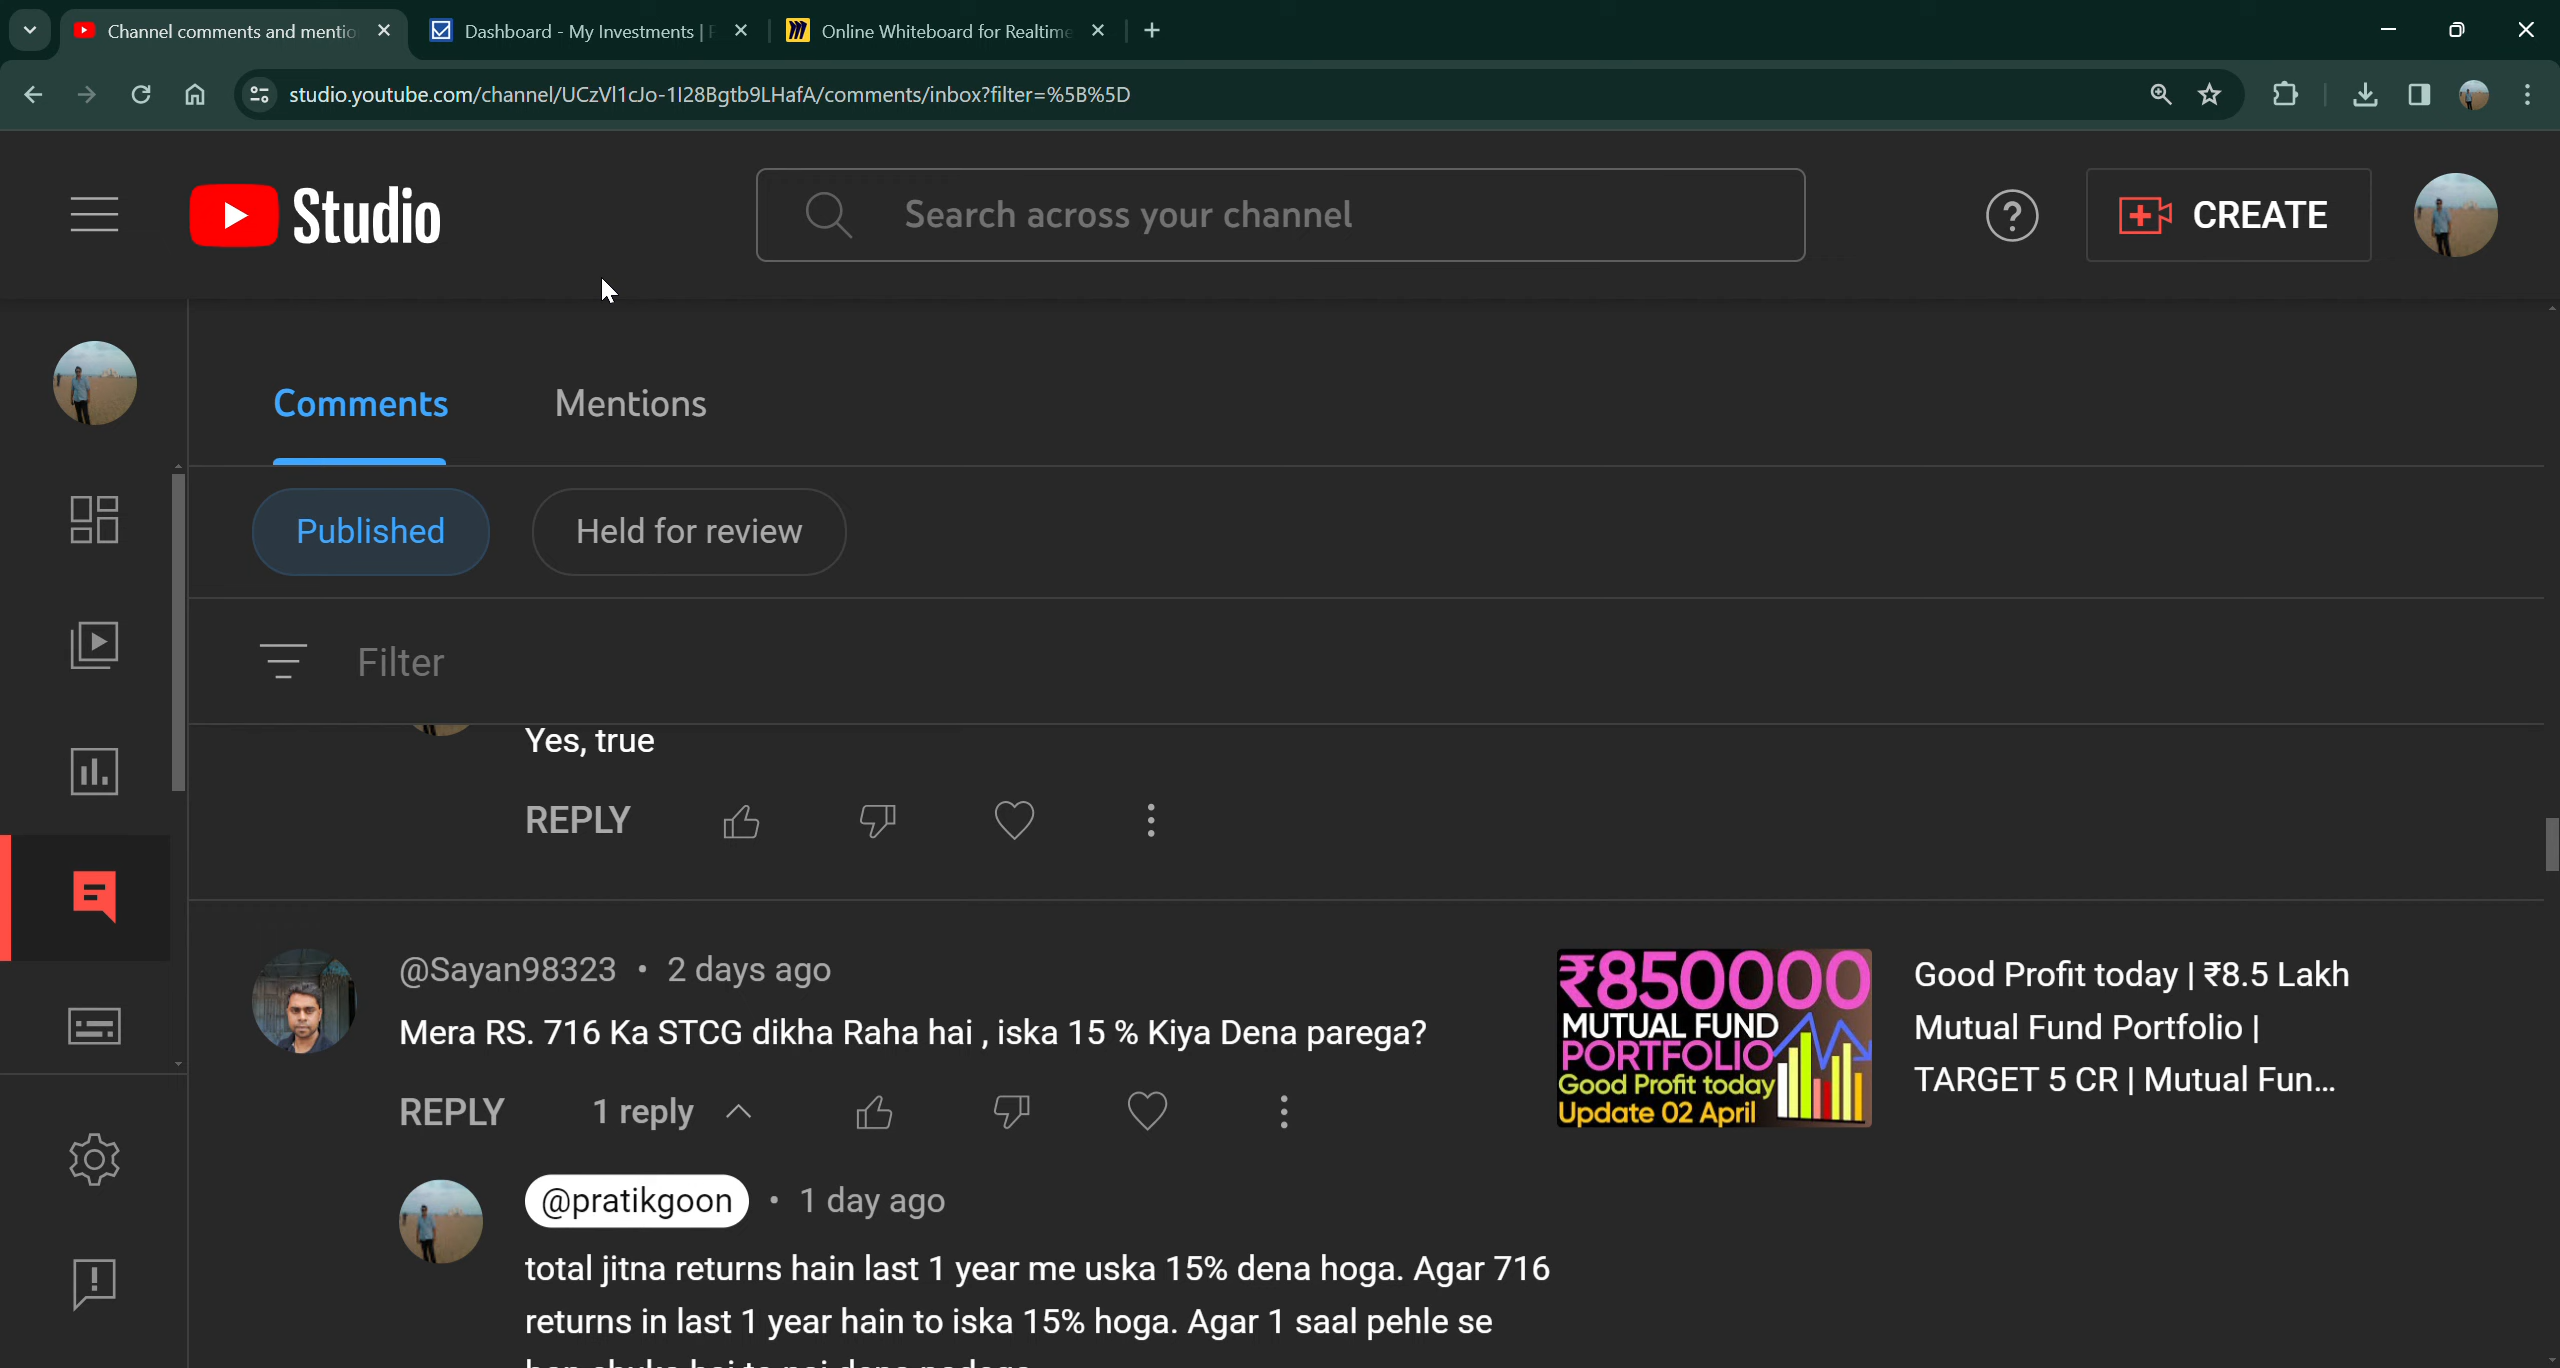 Channel comments and mentio
Dashboard - My Investments |
Online Whiteboard for Realtime
studio.youtube.com/channel/UCzVl1cJo-1I28Bgtb9LHafA/comments/inbox?filter=%5B%5D
Studio
Search across your channel
CREATE
Comments
Mentions
Published
Held for review
Filter
Yes, true
REPLY
@Sayan98323 • 2 days ago
Mera RS. 716 Ka STCG dikha Raha hai , iska 15 % Kiya Dena parega?
REPLY
1 reply
₹850000
MUTUAL FUND
PORTFOLIO
Good Profit today
Update 02 April
Good Profit today | ₹8.5 Lakh
Mutual Fund Portfolio |
TARGET 5 CR | Mutual Fun...
@pratikgoon • 1 day ago
total jitna returns hain last 1 year me uska 15% dena hoga. Agar 716
returns in last 1 year hain to iska 15% hoga. Agar 1 saal pehle se